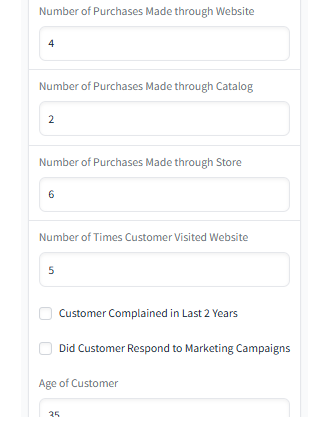 Number of Purchases Made through Website
4
Number of Purchases Made through Catalog
2
Number of Purchases Made through Store
6
Number of Times Customer Visited Website
5
Customer Complained in Last 2 Years
Did Customer Respond to Marketing Campaigns
Age of Customer
35